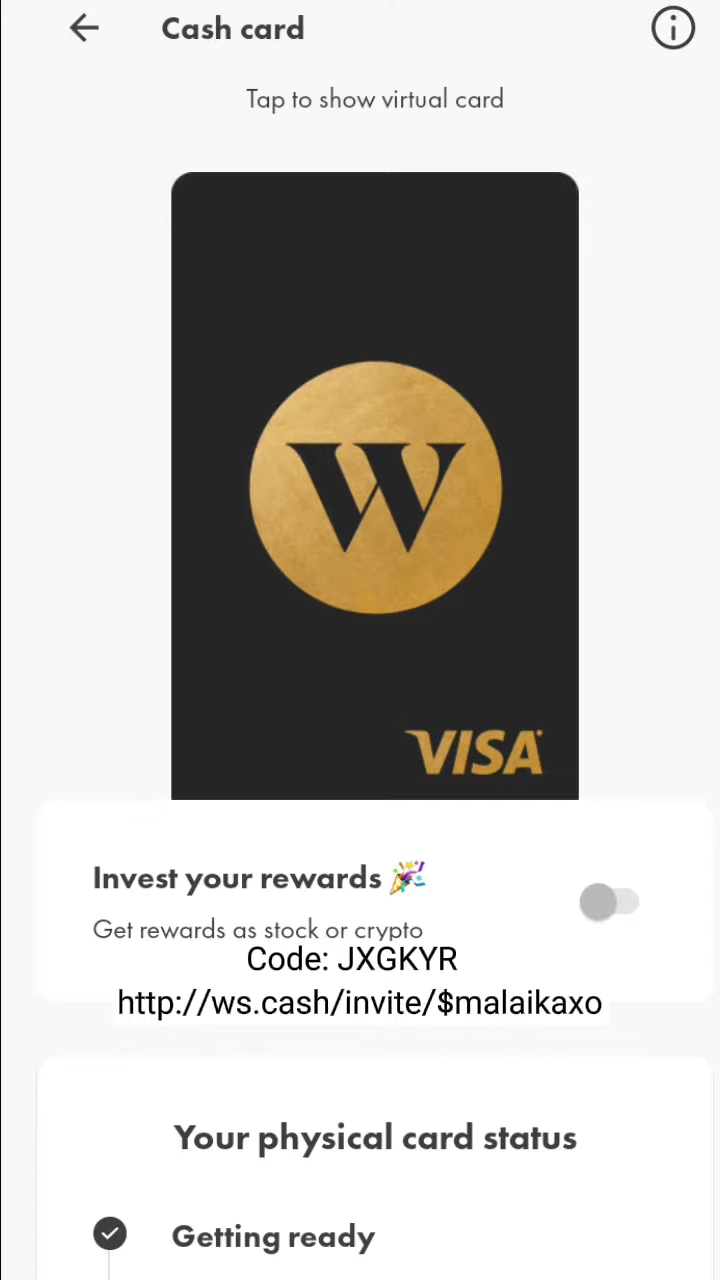 Cash card
Tap to show virtual card
W
VISA
Invest your rewards 🎉
Get rewards as stock or crypto
Code: JXGKYR
http://ws.cash/invite/$malaikaxo
Your physical card status
Getting ready